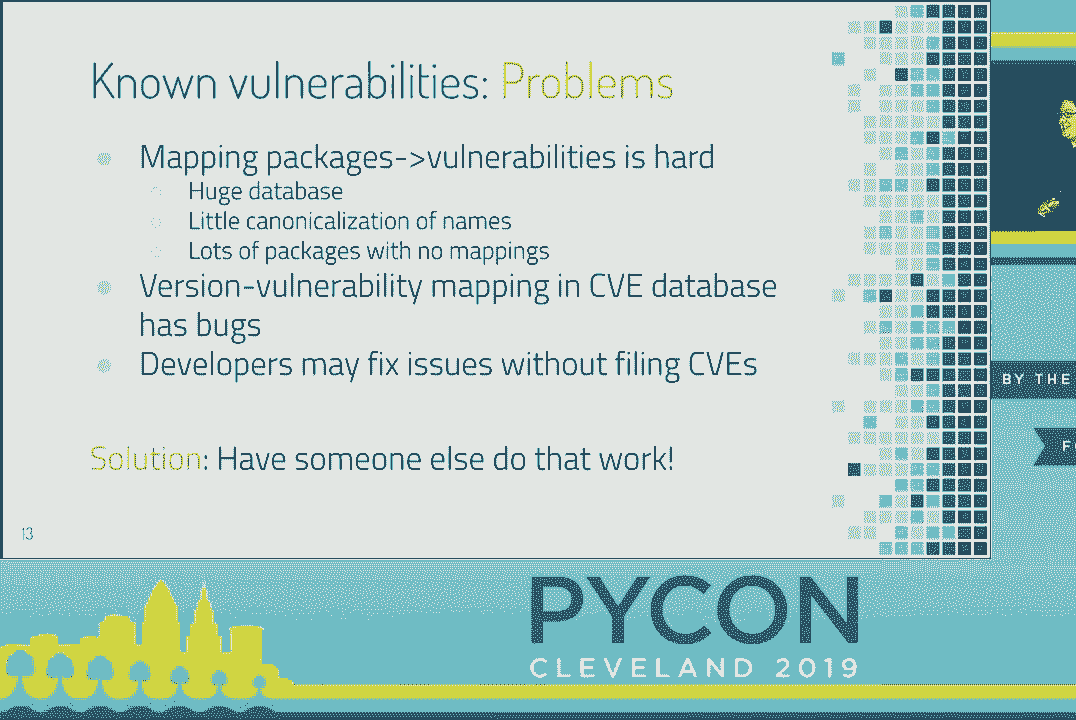 Known vulnerabilities: Problems
Mapping packages->vulnerabilities is hard
Huge database
Little canonicalization of names
Lots of packages with no mappings
Version-vulnerability mapping in CVE database
has bugs
Developers may fix issues without filing CVEs
Solution: Have someone else do that work!
13
BY THE
PYCON
CLEVELAND 2019